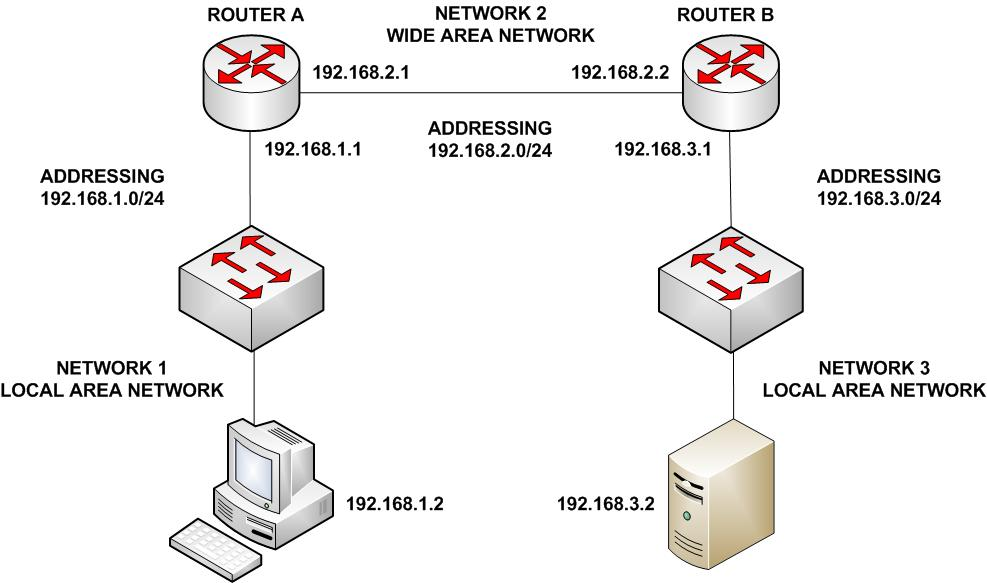 ROUTER A
NETWORK 2
WIDE AREA NETWORK
ROUTER B
192.168.2.1
192.168.2.2
ADDRESSING
192.168.2.0/24
192.168.1.1
192.168.3.1
ADDRESSING
192.168.1.0/24
ADDRESSING
192.168.3.0/24
NETWORK 1
LOCAL AREA NETWORK
NETWORK 3
LOCAL AREA NETWORK
192.168.1.2
192.168.3.2